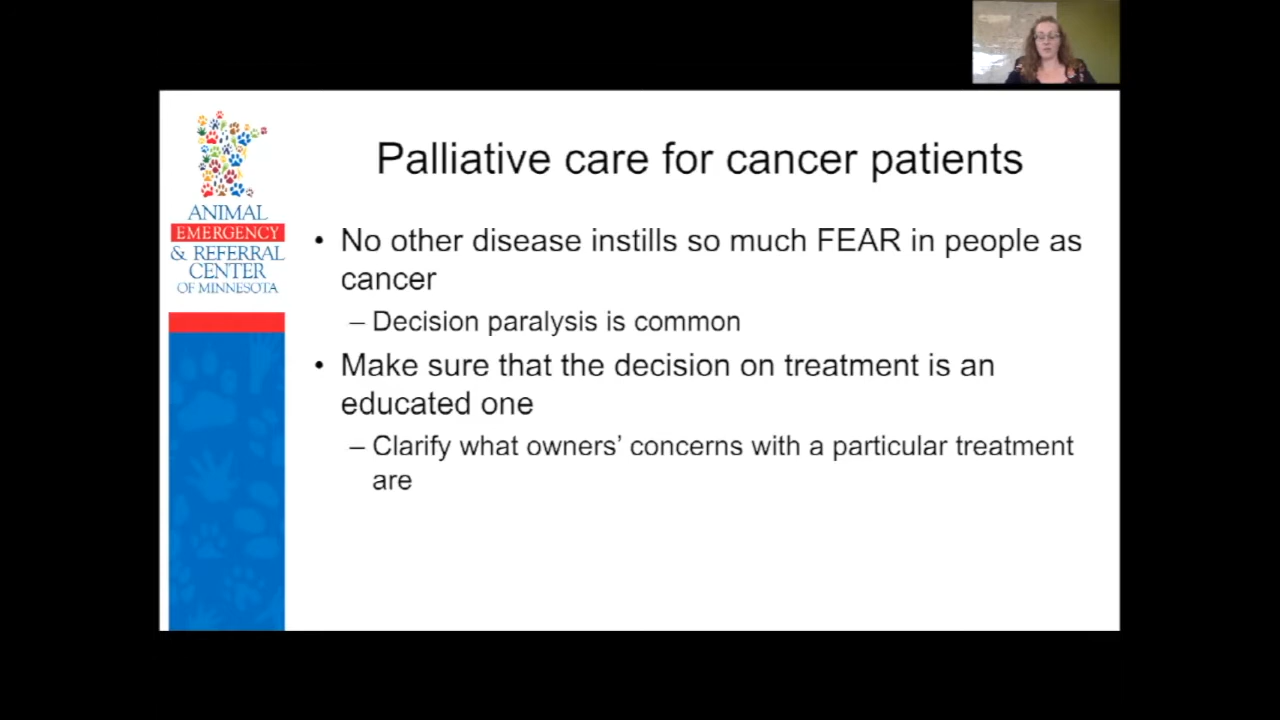 ANIMAL
EMERGENCY
& REFERRAL
CENTER
OF MINNESOTA
Palliative care for cancer patients
• No other disease instills so much FEAR in people as
cancer
– Decision paralysis is common
• Make sure that the decision on treatment is an
educated one
– Clarify what owners’ concerns with a particular treatment
are